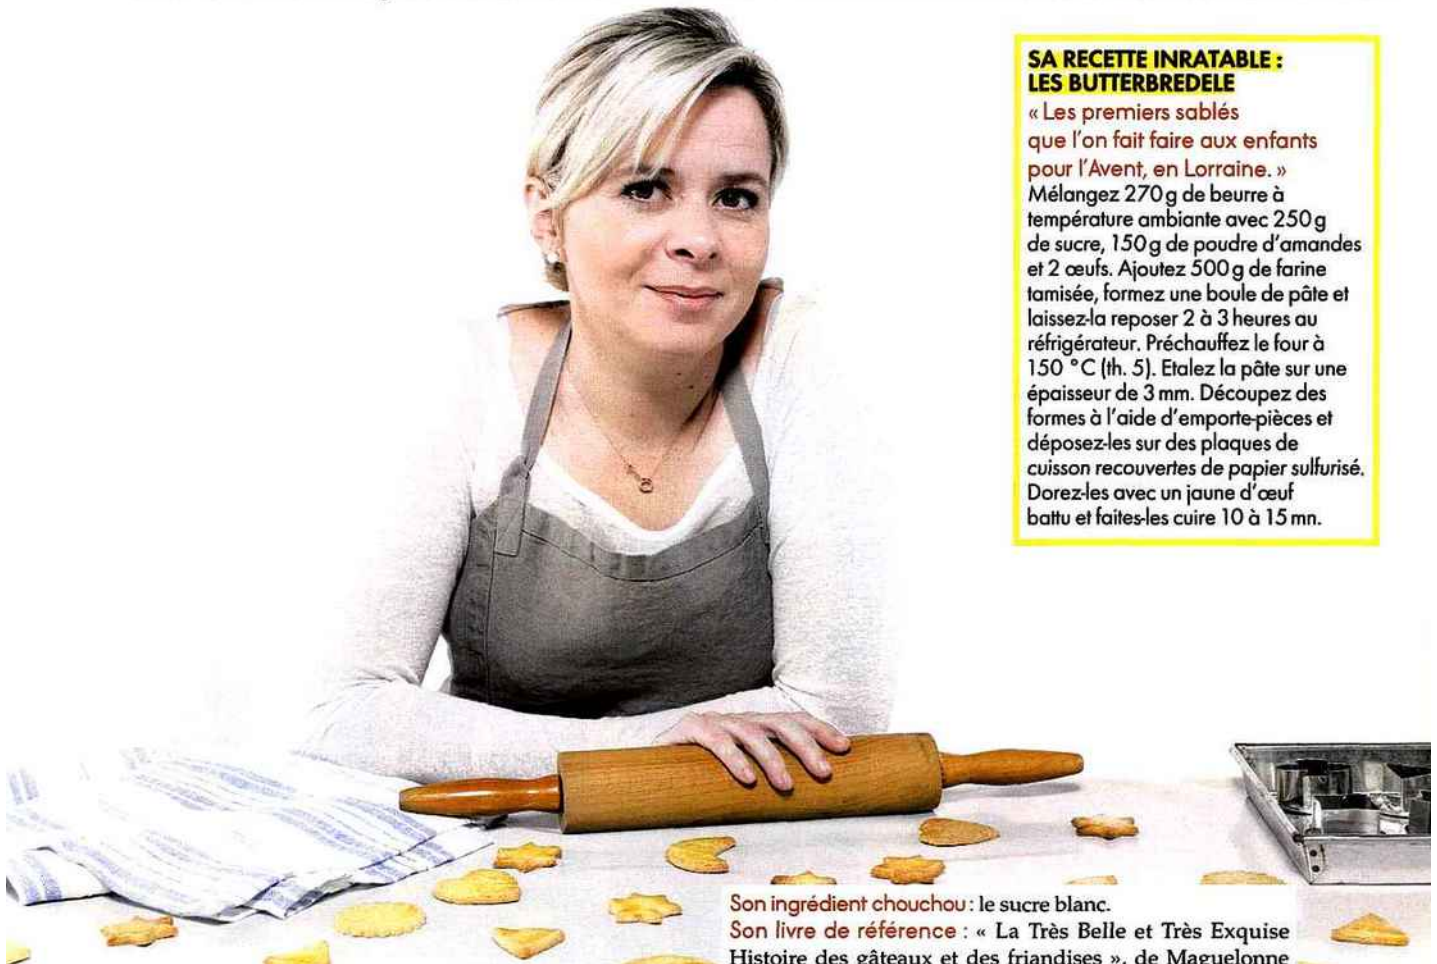 SA RECETTE INRATABLE :
LES BUTTERBREDELE
« Les premiers sablés
que l'on fait faire aux enfants
pour l'Avent, en Lorraine. »
Mélangez 270 g de beurre à
température ambiante avec 250 g
de sucre, 150 g de poudre d'amandes
et 2 œufs. Ajoutez 500 g de farine
tamisée, formez une boule de pâte et
laissez-la reposer 2 à 3 heures au
réfrigérateur. Préchauffez le four à
150 °C (th. 5). Etalez la pâte sur une
épaisseur de 3 mm. Découpez des
formes à l'aide d'emporte-pièces et
déposez-les sur des plaques de
cuisson recouvertes de papier sulfurisé.
Dorez-les avec un jaune d'œuf
battu et faites-les cuire 10 à 15 mn.
Son ingrédient chouchou : le sucre blanc.
Son livre de référence : « La Très Belle et Très Exquise
Histoire des gâteaux et des friandises », de Maguelonne